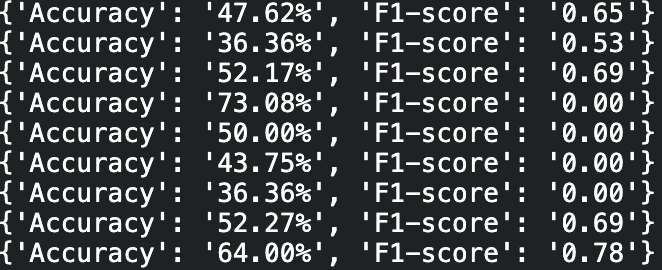 {'Accuracy': '47.62%', 'F1-score': '0.65'}
{'Accuracy': '36.36%', 'F1-score': '0.53'}
{'Accuracy': '52.17%', 'F1-score': '0.69'}
{'Accuracy': '73.08%', 'F1-score': '0.00'}
{'Accuracy': '50.00%', 'F1-score': '0.00'}
{'Accuracy': '43.75%', 'F1-score': '0.00'}
{'Accuracy': '36.36%', 'F1-score': '0.00'}
{'Accuracy': '52.27%', 'F1-score': '0.69'}
{'Accuracy': '64.00%', 'F1-score': '0.78'}